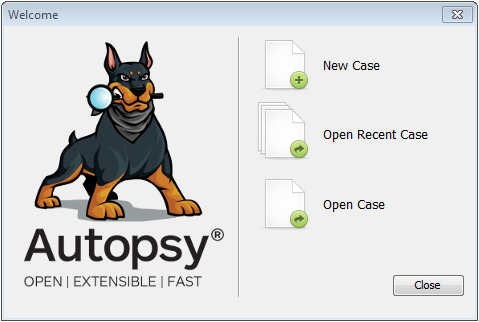 Welcome
New Case
Open Recent Case
Open Case
Autopsy®
OPEN | EXTENSIBLE | FAST
Close